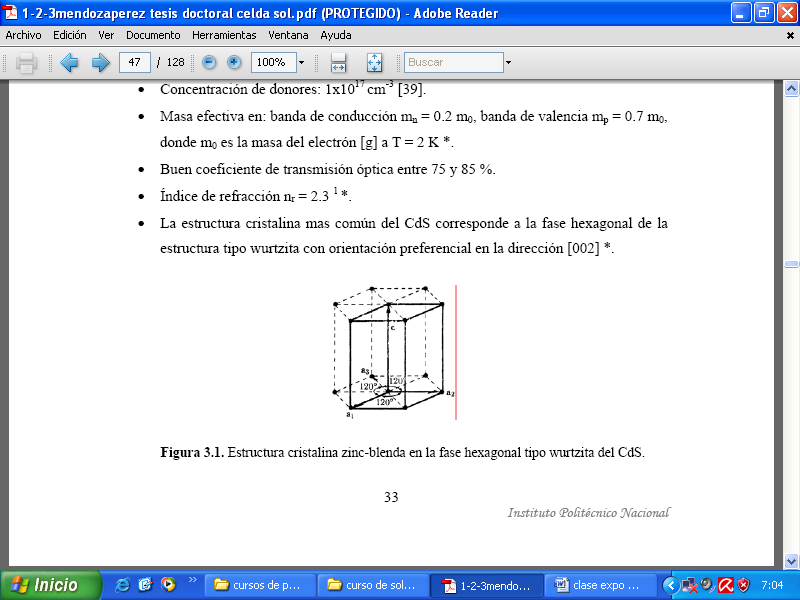 1-2-3mendozaperez tesis doctoral celda sol.pdf (PROTEGIDO) - Adobe Reader
Archivo Edición Ver Documento Herramientas Ventana Ayuda
47 / 128 100% Buscar
• Concentración de donores: 1x10¹⁷ cm⁻³ [39].
• Masa efectiva en: banda de conducción mₙ = 0.2 m₀, banda de valencia mₚ = 0.7 m₀,
donde m₀ es la masa del electrón [g] a T = 2 K *.
• Buen coeficiente de transmisión óptica entre 75 y 85 %.
• Índice de refracción nᵣ = 2.3 ¹ *.
• La estructura cristalina mas común del CdS corresponde a la fase hexagonal de la
estructura tipo wurtzita con orientación preferencial en la dirección [002] *.
c
a₃ 120°
120° a₂
120°
a₁
Figura 3.1. Estructura cristalina zinc-blenda en la fase hexagonal tipo wurtzita del CdS.
33
Instituto Politécnico Nacional
Inicio » cursos de p... curso de sol... 1-2-3mendo... clase expo ... 7:04